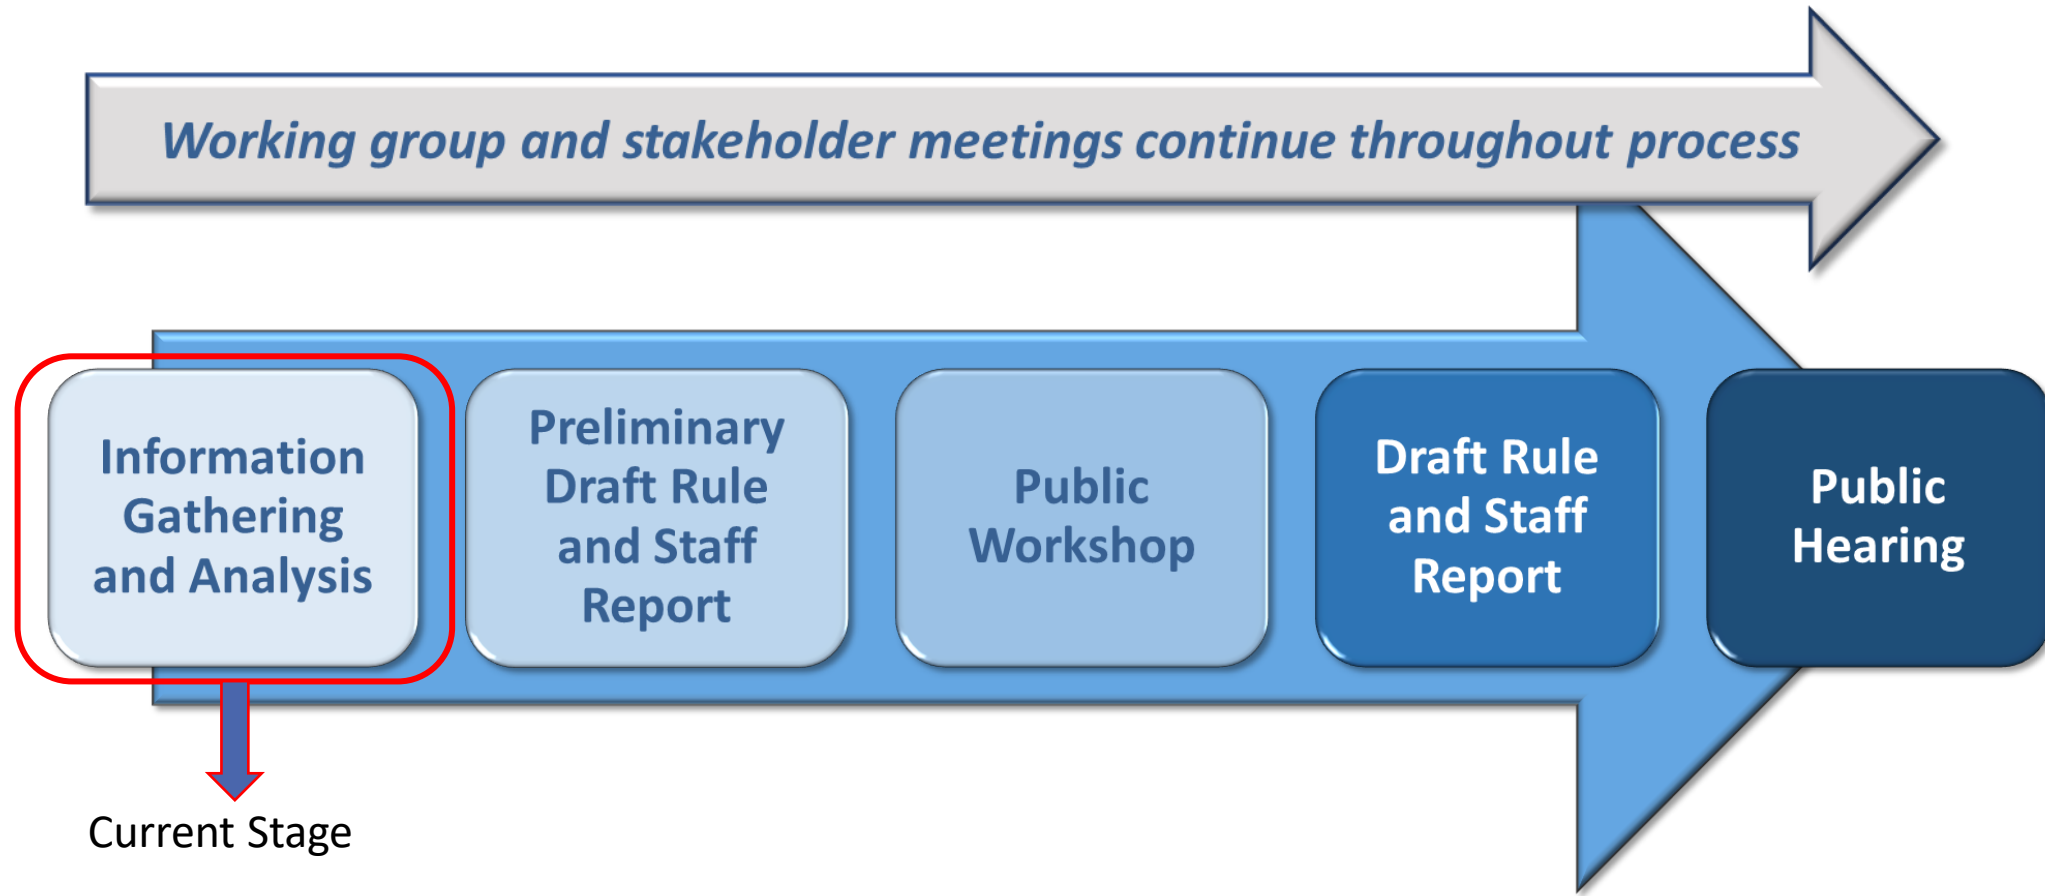 Working group and stakeholder meetings continue throughout process
Information
Gathering
and Analysis
Preliminary
Draft Rule
and Staff
Report
Public
Workshop
Draft Rule
and Staff
Report
Public
Hearing
Current Stage